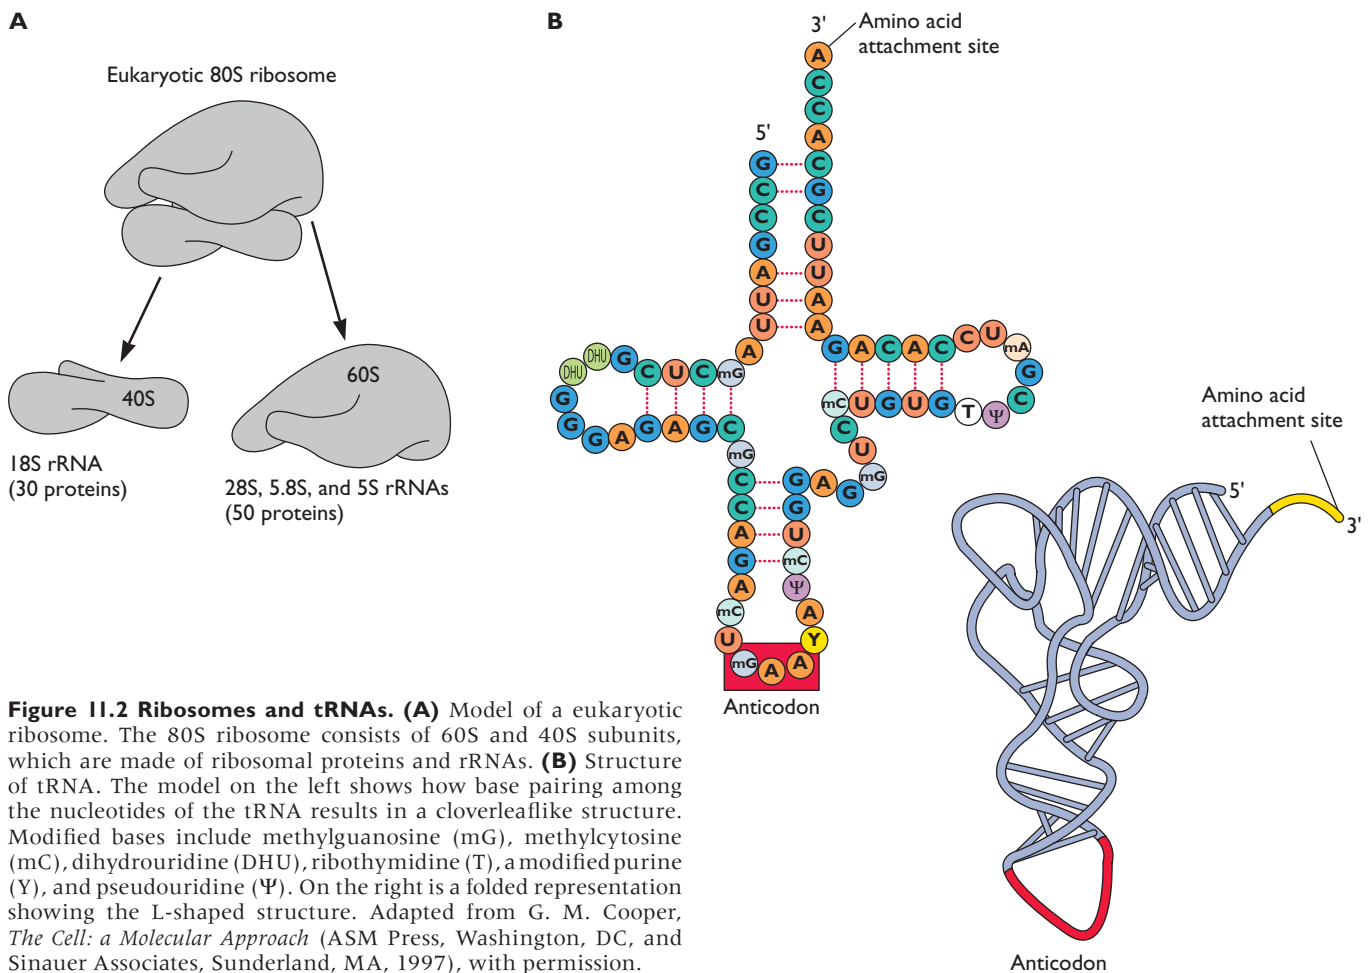 A
Eukaryotic 80S ribosome
40S
60S
18S rRNA
(30 proteins)
28S, 5.8S, and 5S rRNAs
(50 proteins)
B
3'
Amino acid
attachment site
A
C
C
A
5'
G C
C G
C C
G U
A U
U A
U A
A
DHU DHU G C U C mG
G
G G A G A G C
mG
G A C A C C U mA
G
mC U G U G T Ψ C
C
U
mG
C G A G
C G
A U
G mC
A Ψ
mC A
U Y
mG A A
Anticodon
Amino acid
attachment site
5'
3'
Anticodon
Figure 11.2 Ribosomes and tRNAs. (A) Model of a eukaryotic
ribosome. The 80S ribosome consists of 60S and 40S subunits,
which are made of ribosomal proteins and rRNAs. (B) Structure
of tRNA. The model on the left shows how base pairing among
the nucleotides of the tRNA results in a cloverleaflike structure.
Modified bases include methylguanosine (mG), methylcytosine
(mC), dihydrouridine (DHU), ribothymidine (T), a modified purine
(Y), and pseudouridine (Ψ). On the right is a folded representation
showing the L-shaped structure. Adapted from G. M. Cooper,
The Cell: a Molecular Approach (ASM Press, Washington, DC, and
Sinauer Associates, Sunderland, MA, 1997), with permission.